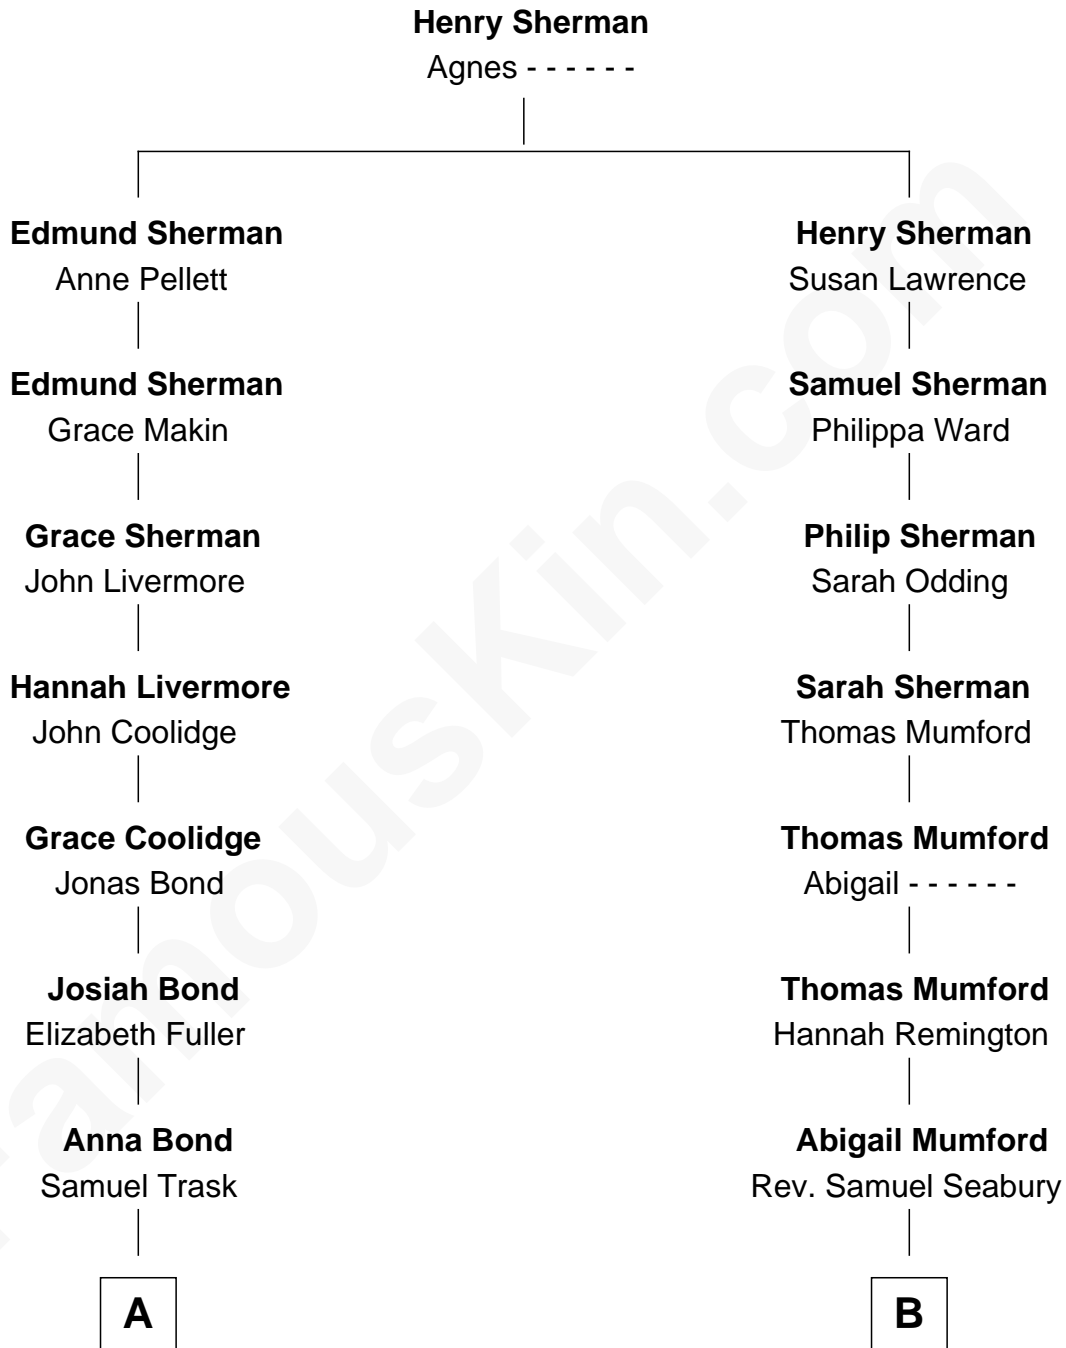 Henry Sherman
Agnes - - - - - -
Edmund Sherman
Anne Pellett
Henry Sherman
Susan Lawrence
Edmund Sherman
Grace Makin
Samuel Sherman
Philippa Ward
Grace Sherman
John Livermore
Philip Sherman
Sarah Odding
Hannah Livermore
John Coolidge
Sarah Sherman
Thomas Mumford
Grace Coolidge
Jonas Bond
Thomas Mumford
Abigail - - - - - -
Josiah Bond
Elizabeth Fuller
Thomas Mumford
Hannah Remington
Anna Bond
Samuel Trask
Abigail Mumford
Rev. Samuel Seabury
A
B
FamousKin.com